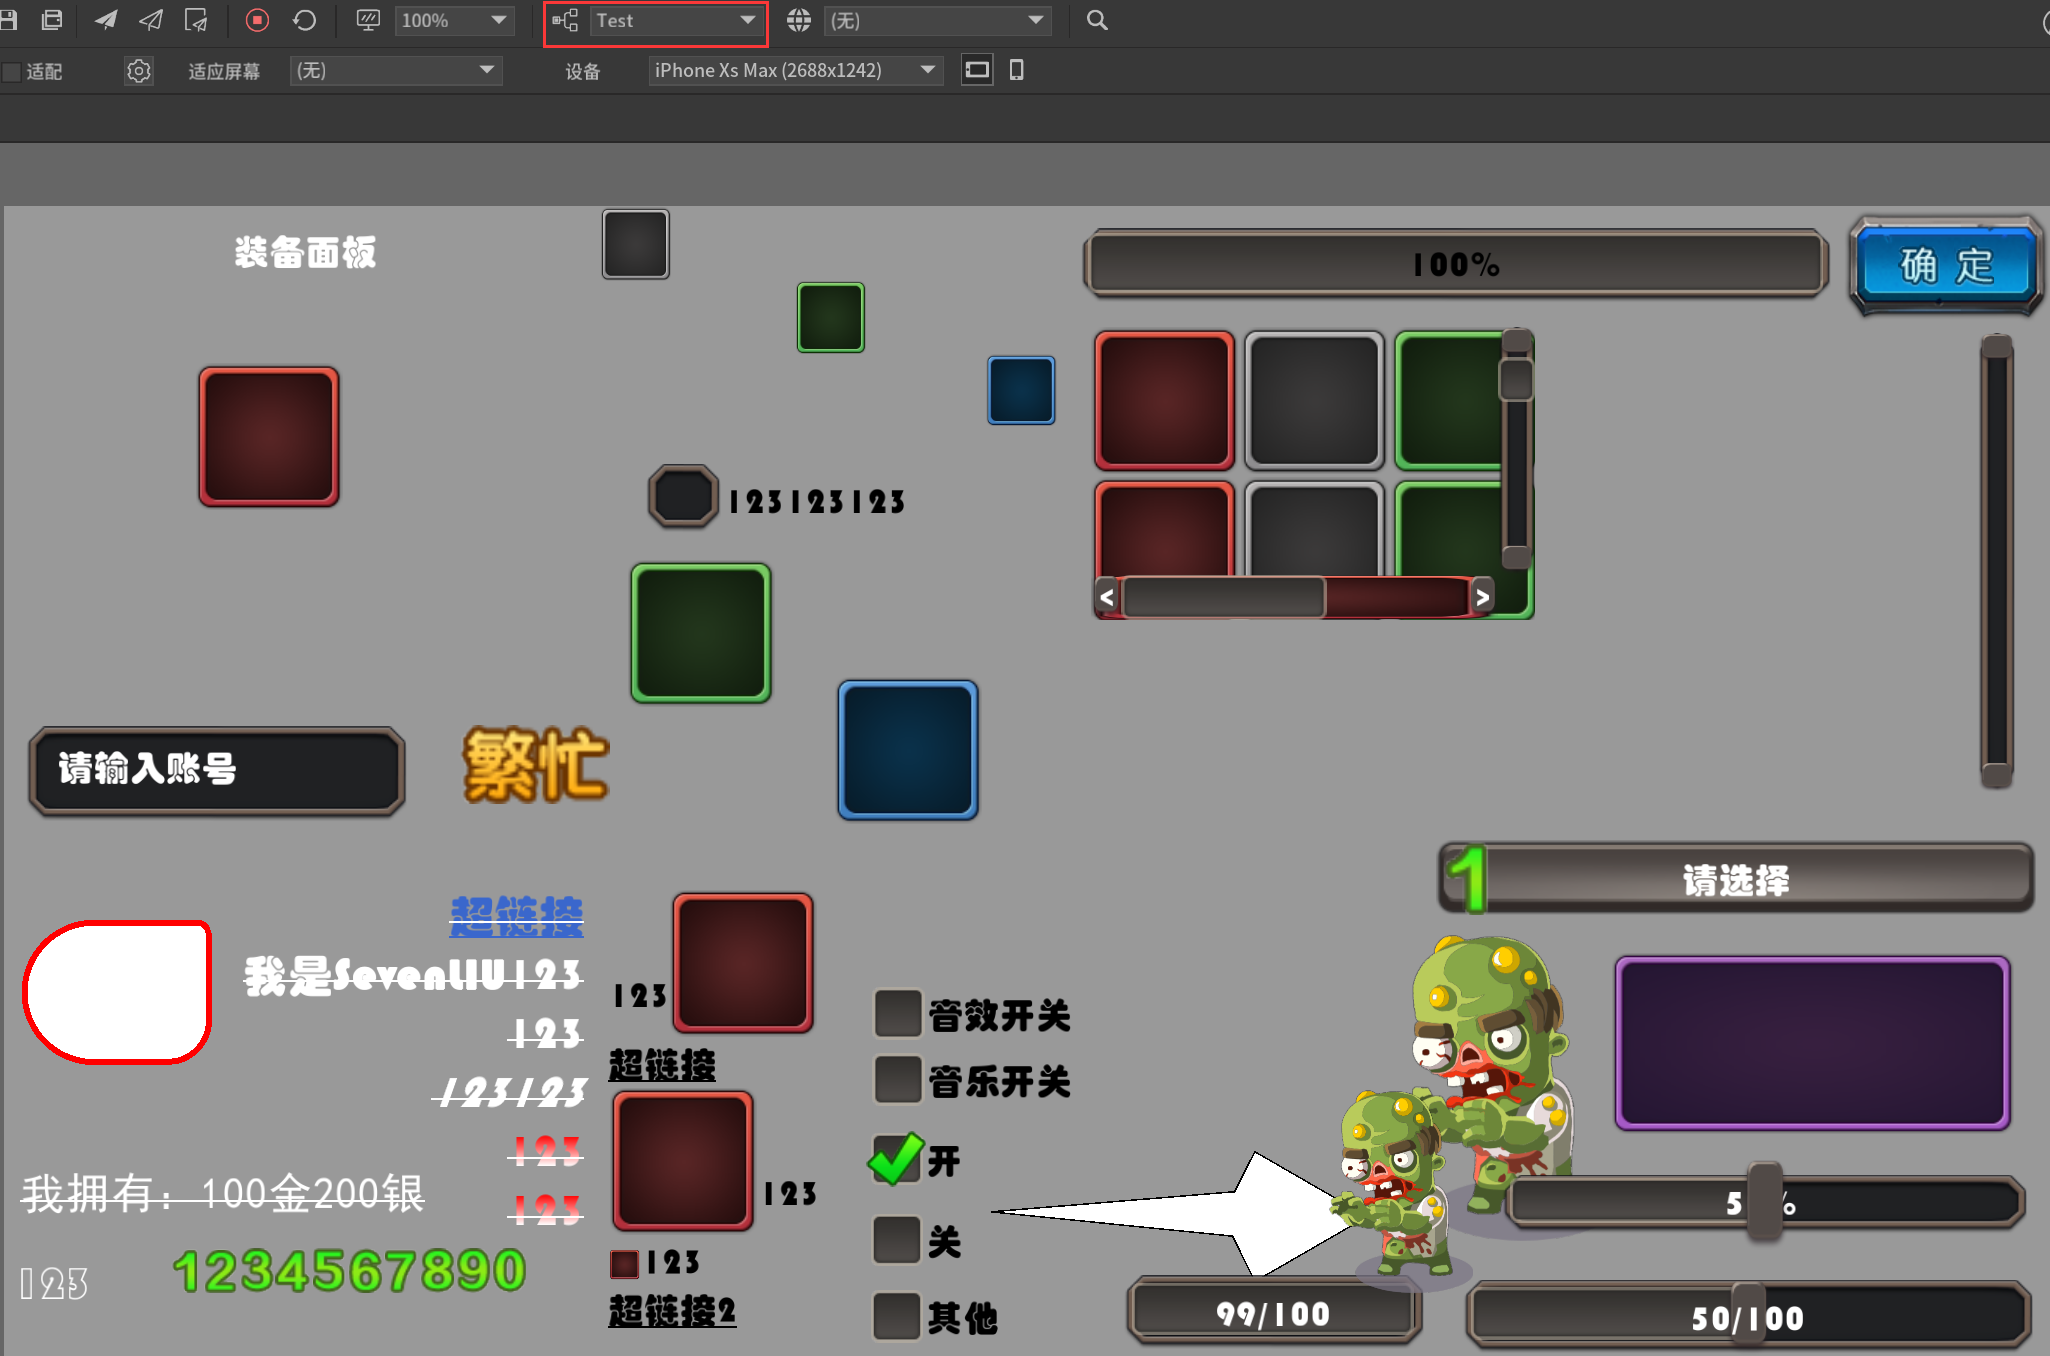 100%
Test
(无)
适配
适应屏幕
(无)
设备
iPhone Xs Max (2688x1242)
装备面板
100%
确 定
123123123
<
>
请输入账号
繁忙
1
请选择
超链接
我是SevenLIU123
123
123
123123
123
123
超链接
123
123
超链接2
音效开关
音乐开关
开
关
其他
我拥有：100金200银
123
1234567890
5 %
99/100
50/100